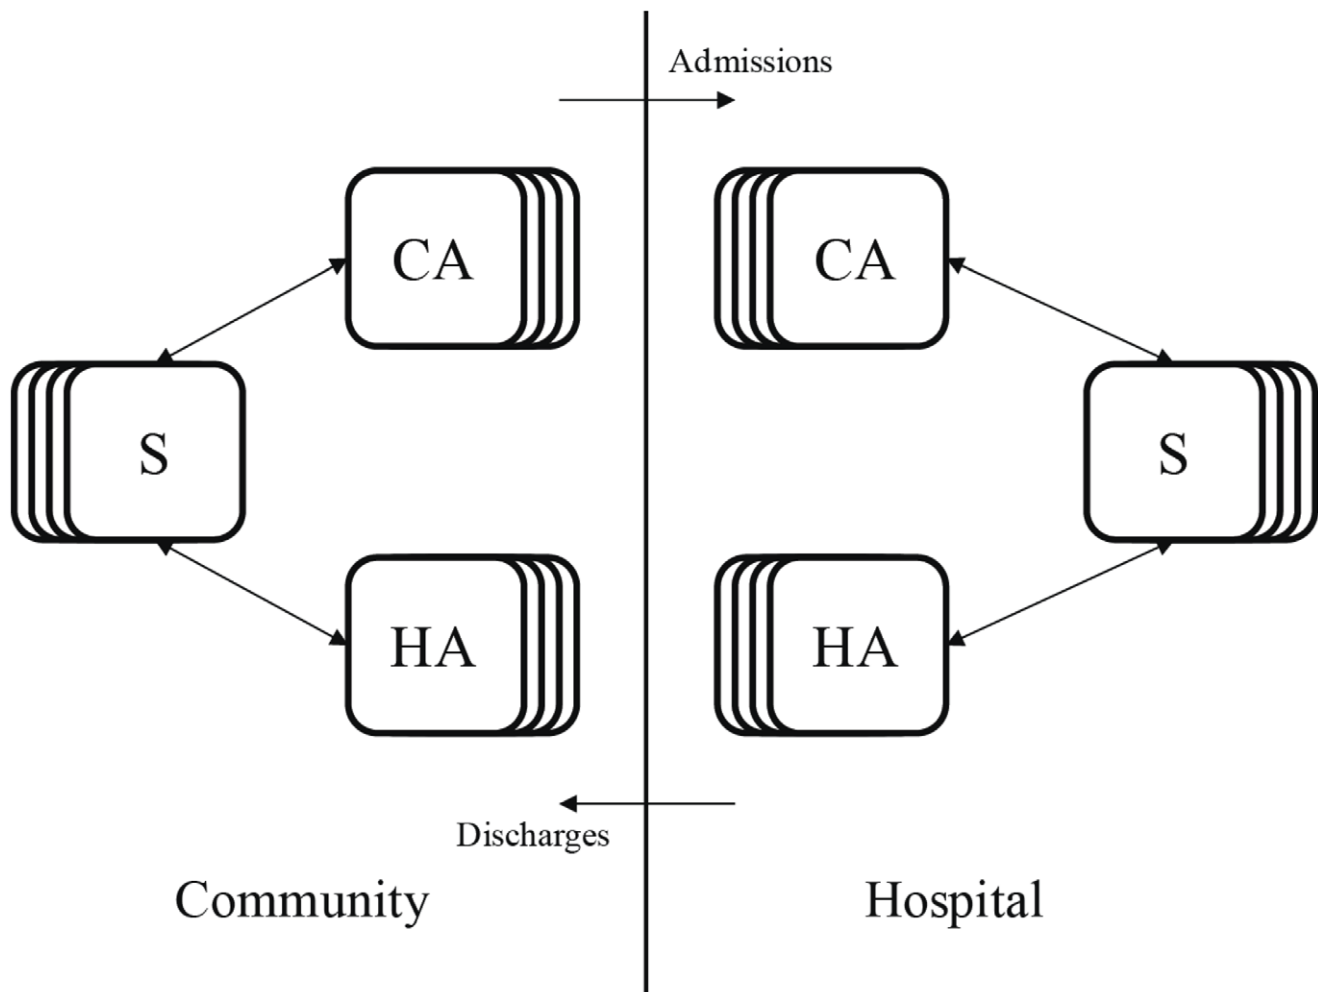 Admissions
CA
CA
S
S
HA
HA
Discharges
Community
Hospital